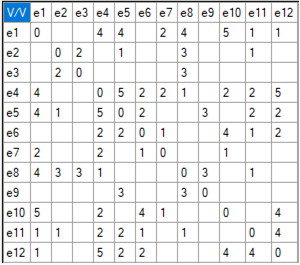 V/V e1 e2 e3 e4 e5 e6 e7 e8 e9 e10 e11 e12
e1 0 4 4 2 4 5 1 1
e2 0 2 1 3 1
e3 2 0 3
e4 4 0 5 2 2 1 2 2 5
e5 4 1 5 0 2 3 2 2
e6 2 2 0 1 4 1 2
e7 2 2 1 0 1
e8 4 3 3 1 0 3 1
e9 3 3 0
e10 5 2 4 1 0 4
e11 1 1 2 2 1 1 0 4
e12 1 5 2 2 4 4 0